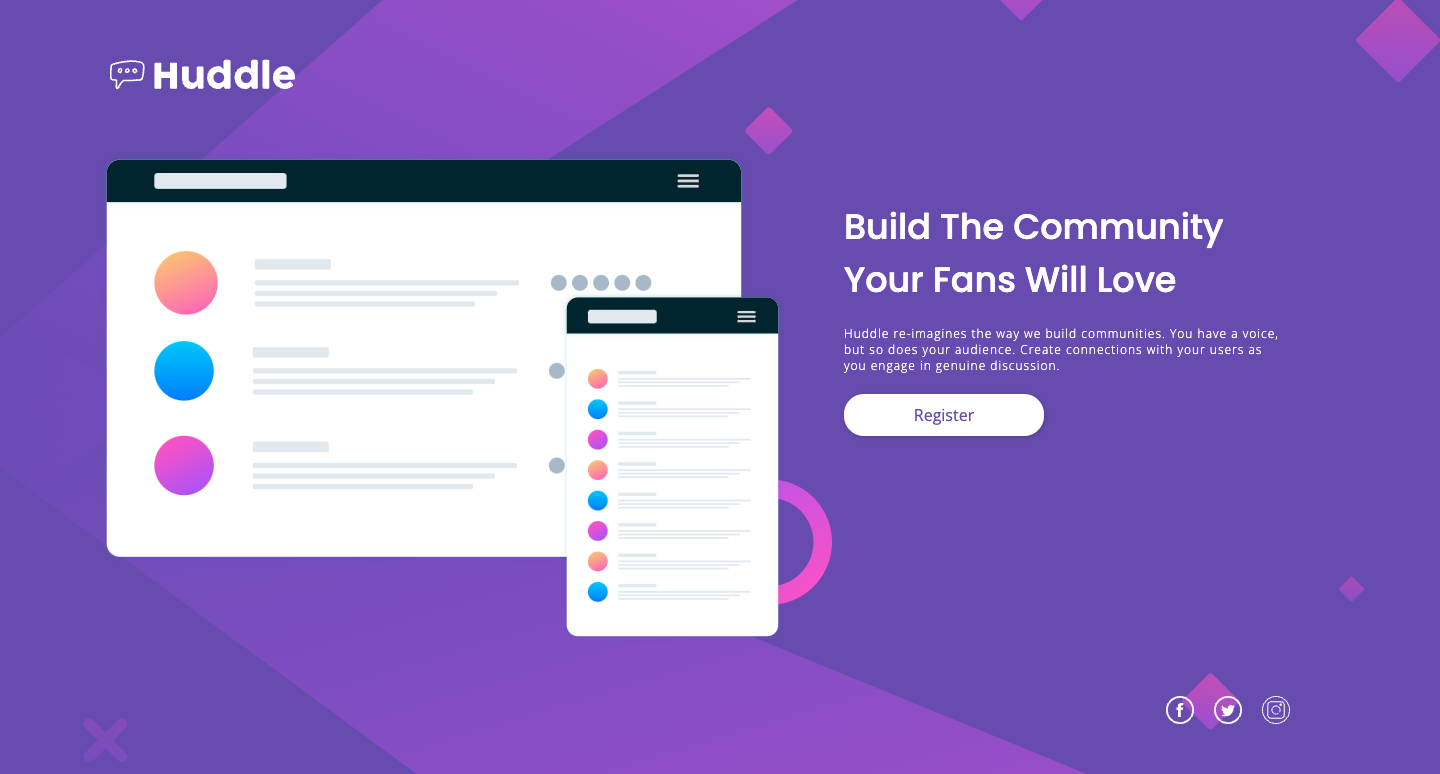 Huddle
Build The Community
Your Fans Will Love
Huddle re-imagines the way we build communities. You have a voice,
but so does your audience. Create connections with your users as
you engage in genuine discussion.
Register